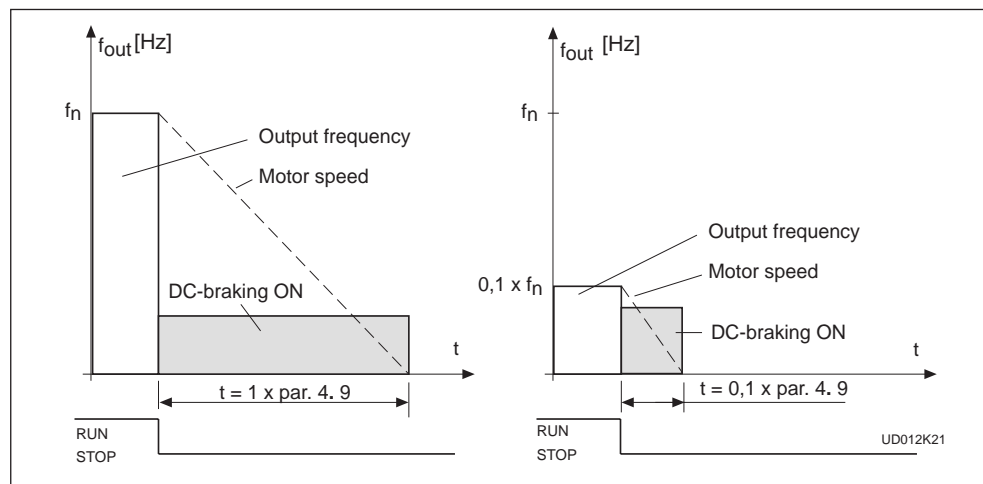 fout [Hz]
fn
Output frequency
Motor speed
DC-braking ON
t
t = 1 x par. 4. 9
RUN
STOP
fout [Hz]
fn
Output frequency
Motor speed
0,1 x fn
DC-braking ON
t
t = 0,1 x par. 4. 9
RUN
STOP
UD012K21